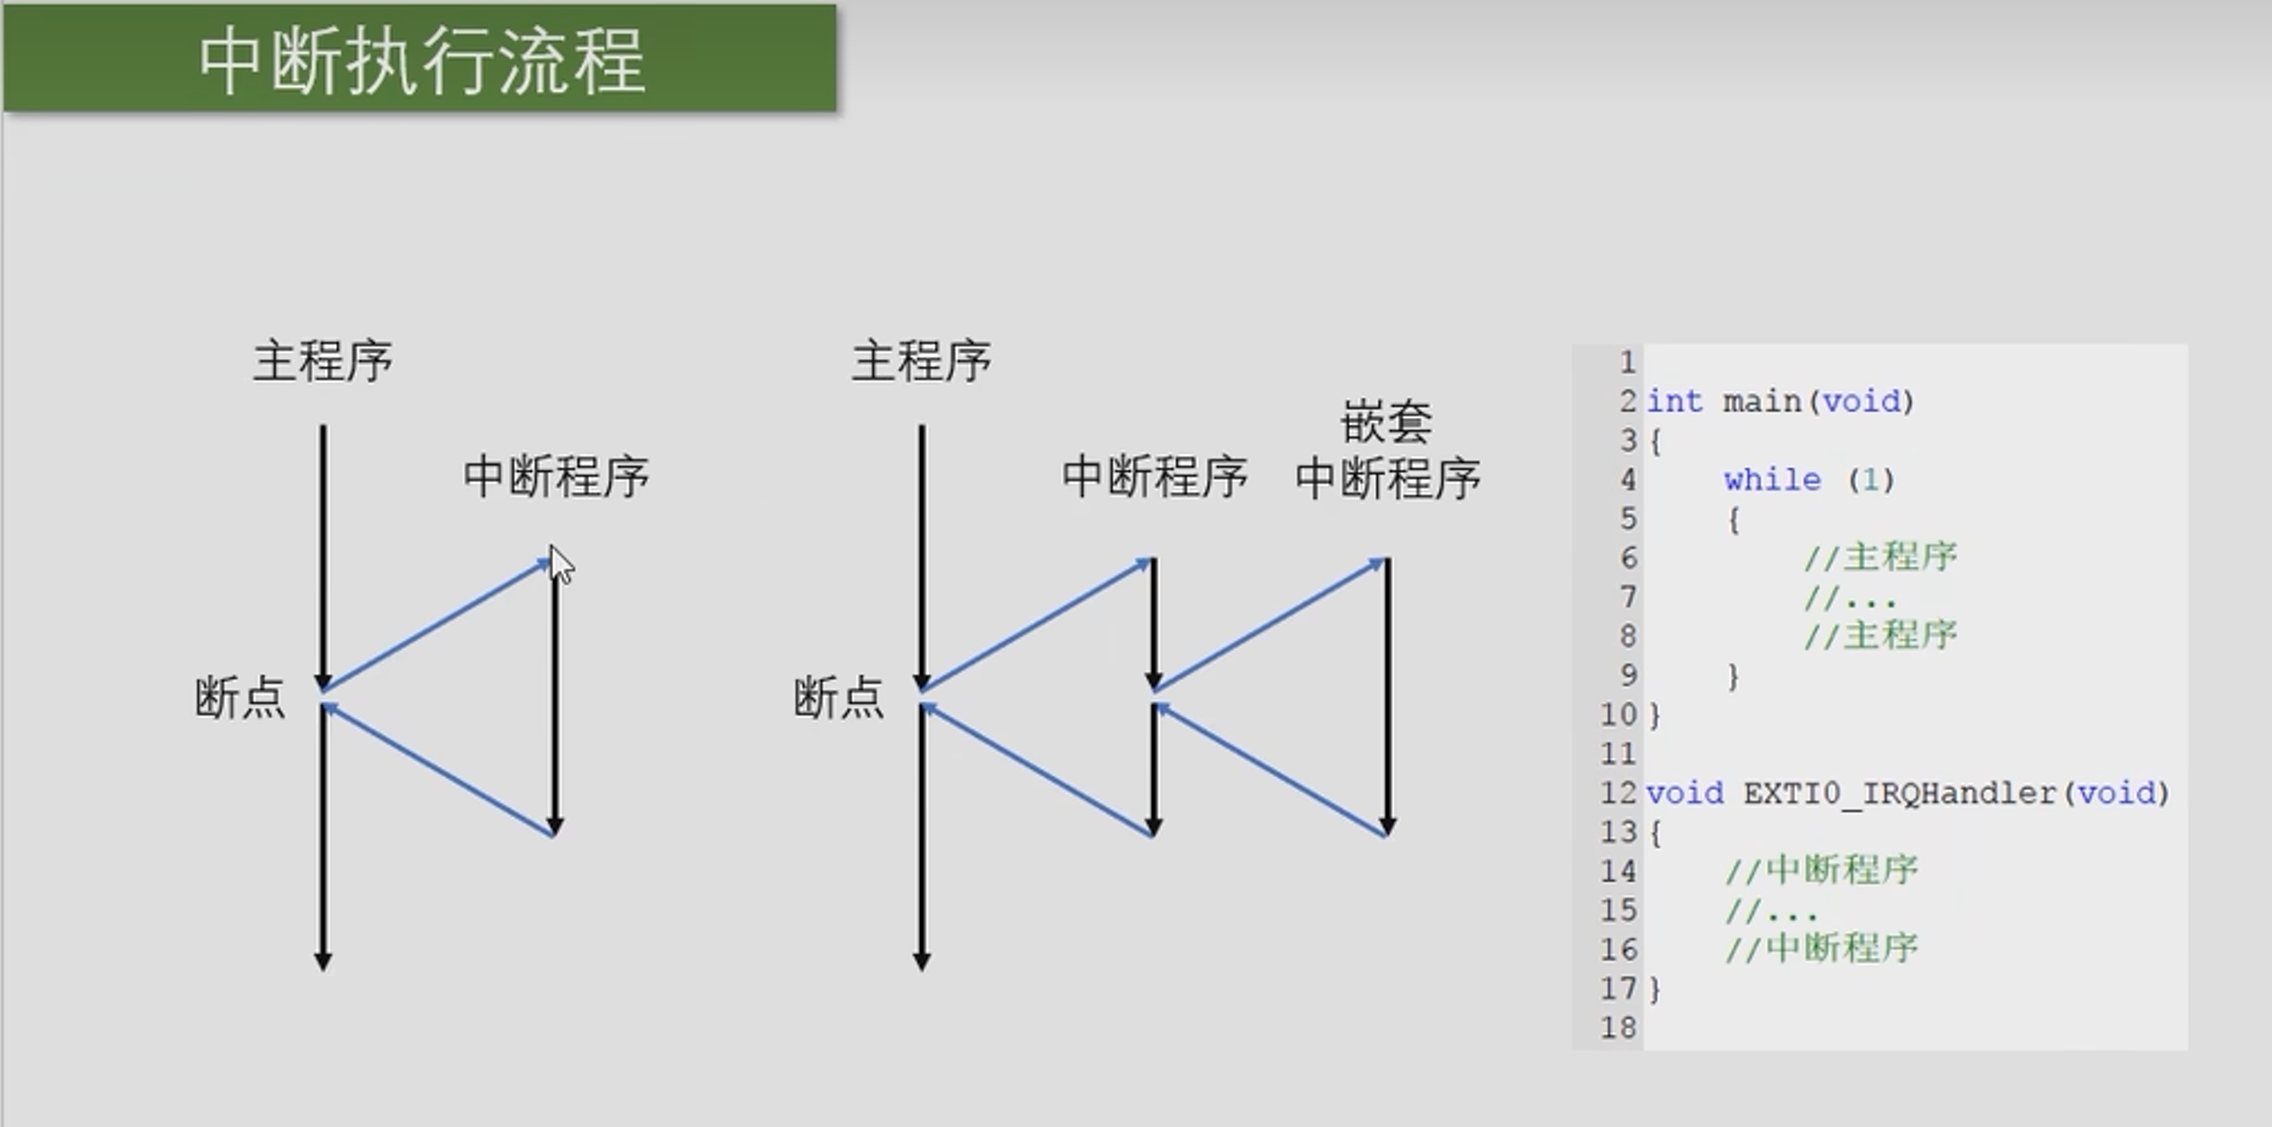 中断执行流程
主程序
中断程序
断点
主程序
中断程序
嵌套
中断程序
断点
1
2 int main(void)
3 {
4 while (1)
5 {
6 //主程序
7 //...
8 //主程序
9 }
10 }
11
12 void EXTI0_IRQHandler(void)
13 {
14 //中断程序
15 //...
16 //中断程序
17 }
18